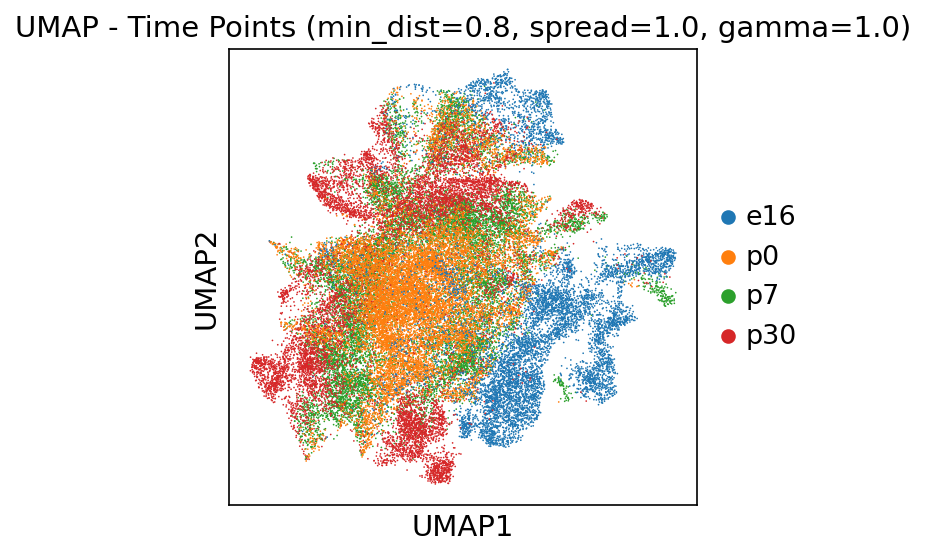 UMAP - Time Points (min_dist=0.8, spread=1.0, gamma=1.0)
UMAP2
e16
p0
p7
p30
UMAP1